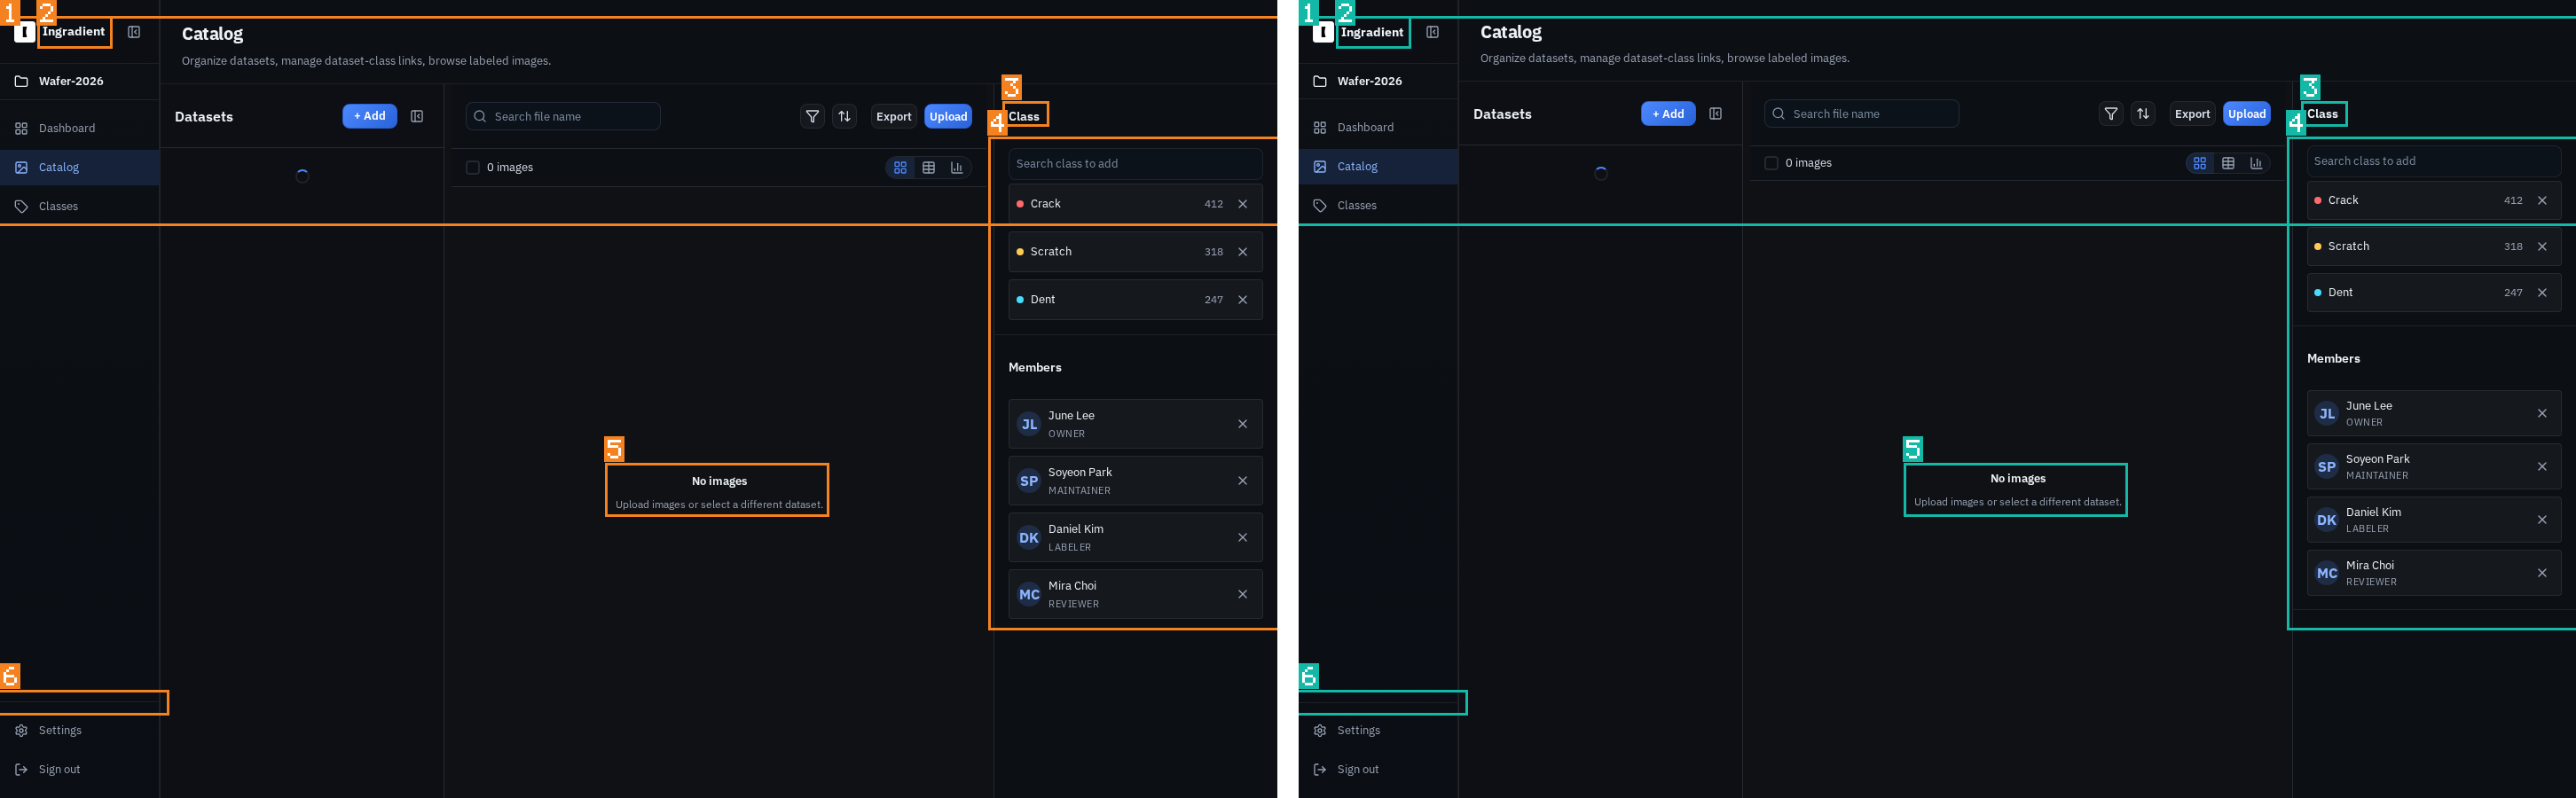 1 2
Ingradient
Wafer-2026
Dashboard
Catalog
Classes
Catalog
Organize datasets, manage dataset-class links, browse labeled images.
Datasets
+ Add
Search file name
Export
Upload
0 images
3
4
Class
Search class to add
Crack 412
Scratch 318
Dent 247
Members
JL June Lee
OWNER
SP Soyeon Park
MAINTAINER
DK Daniel Kim
LABELER
MC Mira Choi
REVIEWER
5
No images
Upload images or select a different dataset.
6
Settings
Sign out
1 2
Ingradient
Wafer-2026
Dashboard
Catalog
Classes
Catalog
Organize datasets, manage dataset-class links, browse labeled images.
Datasets
+ Add
Search file name
Export
Upload
0 images
3
4
Class
Search class to add
Crack 412
Scratch 318
Dent 247
Members
JL June Lee
OWNER
SP Soyeon Park
MAINTAINER
DK Daniel Kim
LABELER
MC Mira Choi
REVIEWER
5
No images
Upload images or select a different dataset.
6
Settings
Sign out